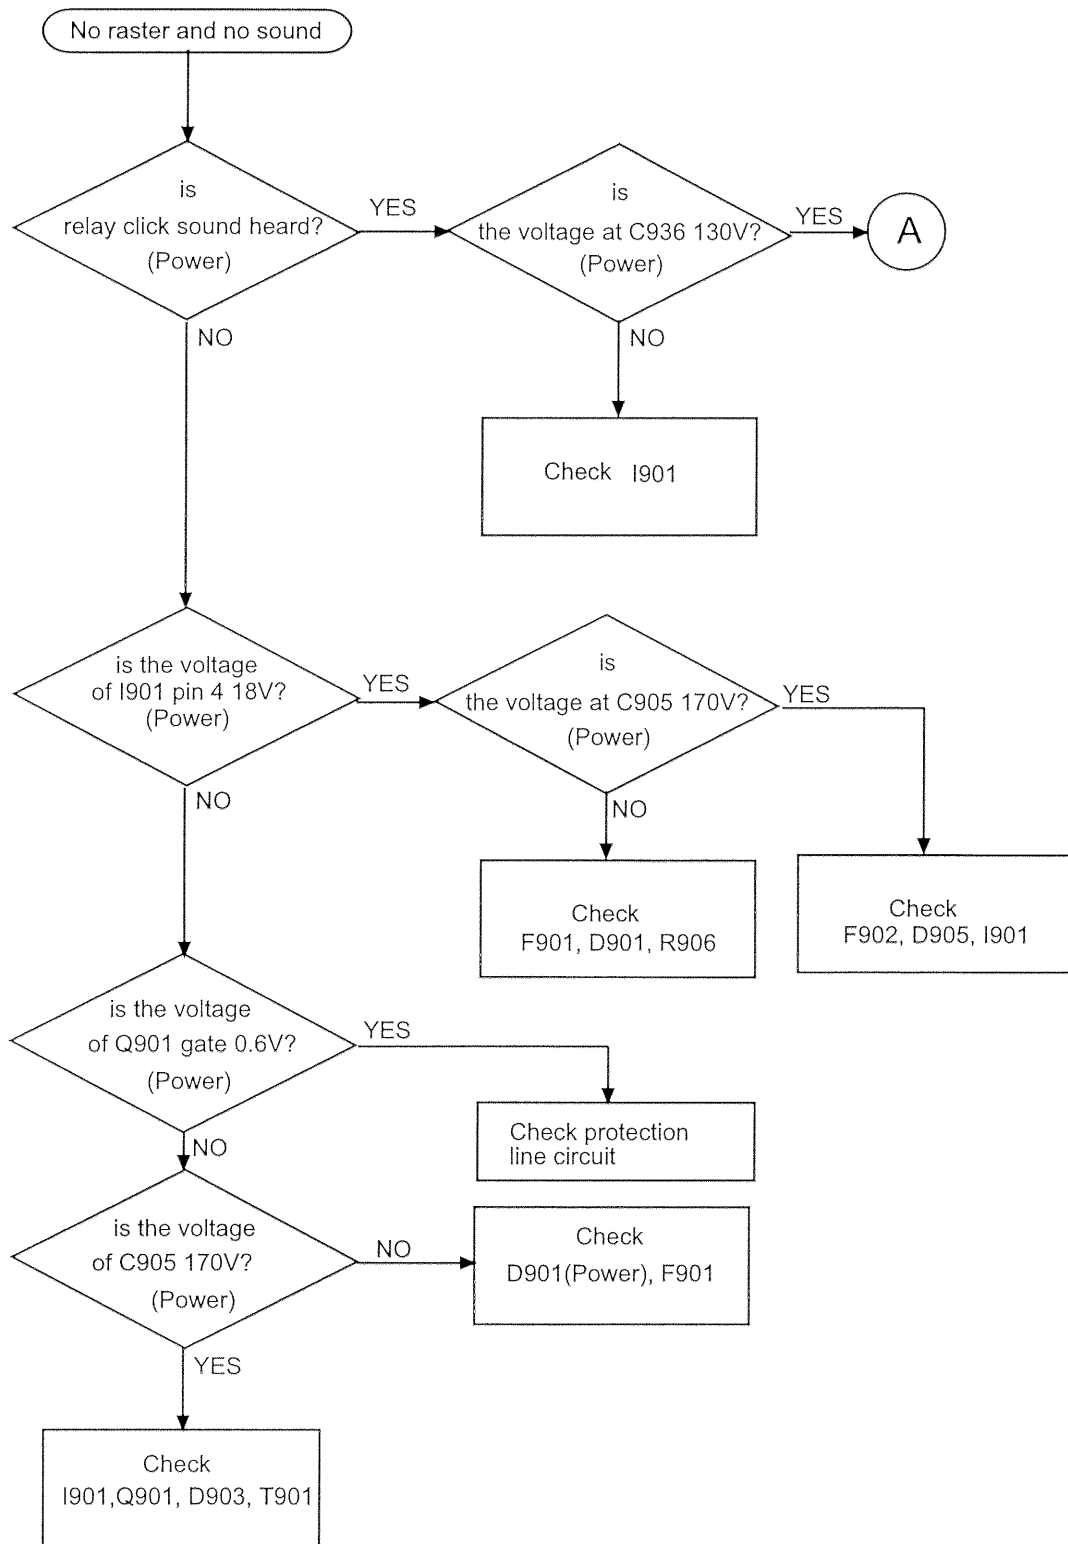 No raster and no sound
is
relay click sound heard?
(Power)
YES
is
the voltage at C936 130V?
(Power)
YES
A
NO
NO
Check I901
is the voltage
of I901 pin 4 18V?
(Power)
YES
is
the voltage at C905 170V?
(Power)
YES
NO
NO
Check
F901, D901, R906
Check
F902, D905, I901
is the voltage
of Q901 gate 0.6V?
(Power)
YES
Check protection
line circuit
NO
is the voltage
of C905 170V?
(Power)
NO
Check
D901(Power), F901
YES
Check
I901,Q901, D903, T901